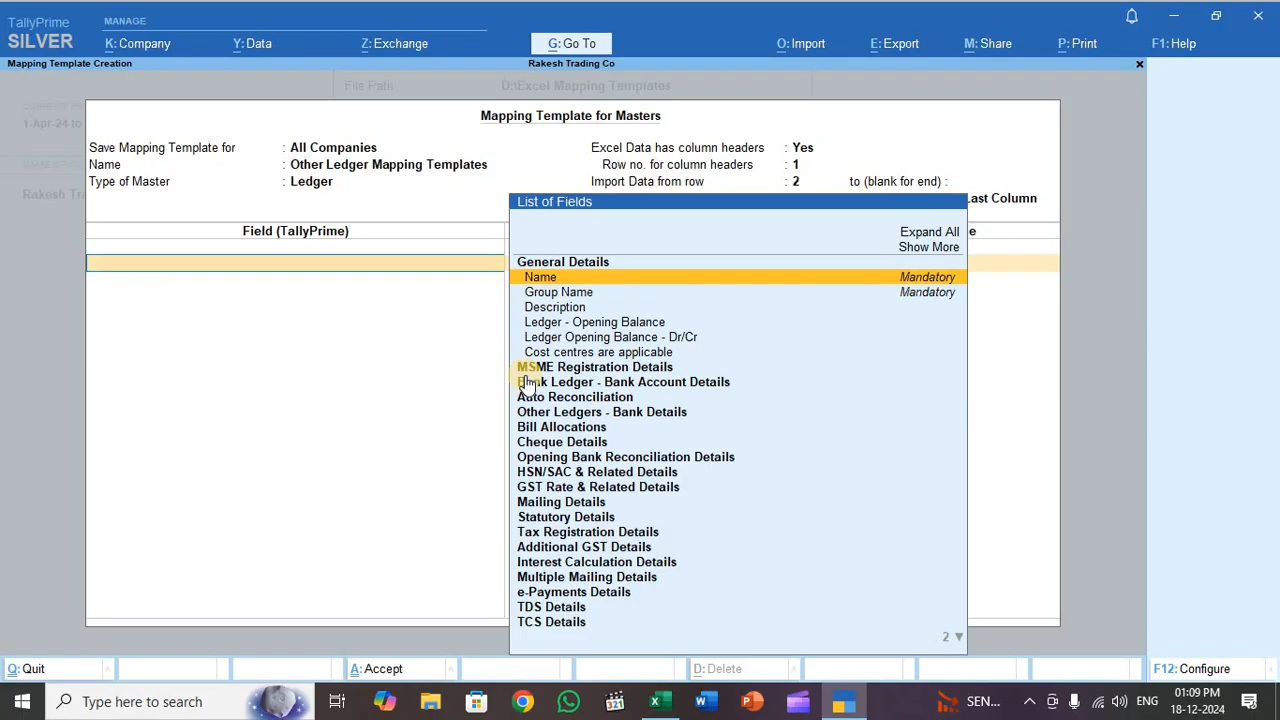 TallyPrime
SILVER
MANAGE
K: Company
Y: Data
Z: Exchange
G: Go To
O: Import
E: Export
M: Share
P: Print
F1: Help
Mapping Template Creation
Rakesh Trading Co
×
File Path D:\Excel Mapping Templates
1-Apr-24 to
Rakesh Trad
Mapping Template for Masters
Save Mapping Template for : All Companies
Excel Data has column headers : Yes
Name : Other Ledger Mapping Templates
Row no. for column headers : 1
Type of Master : Ledger
Import Data from row : 2 to (blank for end) :
Last Column
Field (TallyPrime)
List of Fields
Expand All
Show More
General Details
Name Mandatory
Group Name Mandatory
Description
Ledger - Opening Balance
Ledger Opening Balance - Dr/Cr
Cost centres are applicable
MSME Registration Details
Bank Ledger - Bank Account Details
Auto Reconciliation
Other Ledgers - Bank Details
Bill Allocations
Cheque Details
Opening Bank Reconciliation Details
HSN/SAC & Related Details
GST Rate & Related Details
Mailing Details
Statutory Details
Tax Registration Details
Additional GST Details
Interest Calculation Details
Multiple Mailing Details
e-Payments Details
TDS Details
TCS Details
2 ▼
Q: Quit
A: Accept
D: Delete
F12: Configure
Type here to search
SEN...
ENG
01:09 PM
18-12-2024